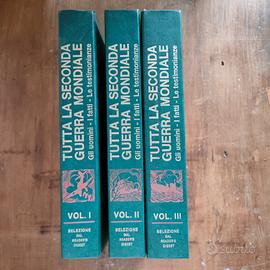 TUTTA LA SECONDA
GUERRA MONDIALE
Gli uomini - I fatti - Le testimonianze
VOL. I
SELEZIONE
DAL
READER'S
DIGEST
TUTTA LA SECONDA
GUERRA MONDIALE
Gli uomini - I fatti - Le testimonianze
VOL. II
SELEZIONE
DAL
READER'S
DIGEST
TUTTA LA SECONDA
GUERRA MONDIALE
Gli uomini - I fatti - Le testimonianze
VOL. III
SELEZIONE
DAL
READER'S
DIGEST
subito